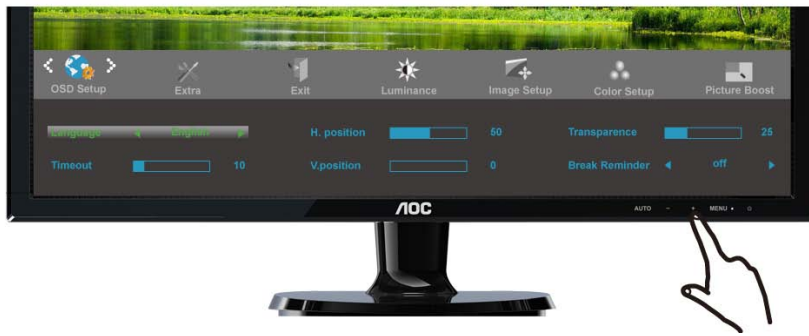 OSD Setup Extra Exit Luminance Image Setup Color Setup Picture Boost
Language English H. position 50 Transparence 25
Timeout 10 V.position 0 Break Reminder off
AOC
AUTO - + MENU